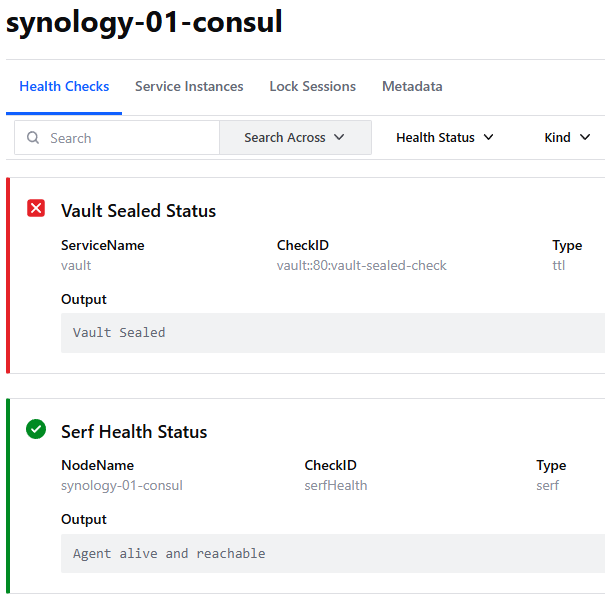 synology-01-consul
Health Checks Service Instances Lock Sessions Metadata
Search Search Across Health Status Kind
Vault Sealed Status
ServiceName CheckID Type
vault vault::80:vault-sealed-check ttl
Output
Vault Sealed
Serf Health Status
NodeName CheckID Type
synology-01-consul serfHealth serf
Output
Agent alive and reachable